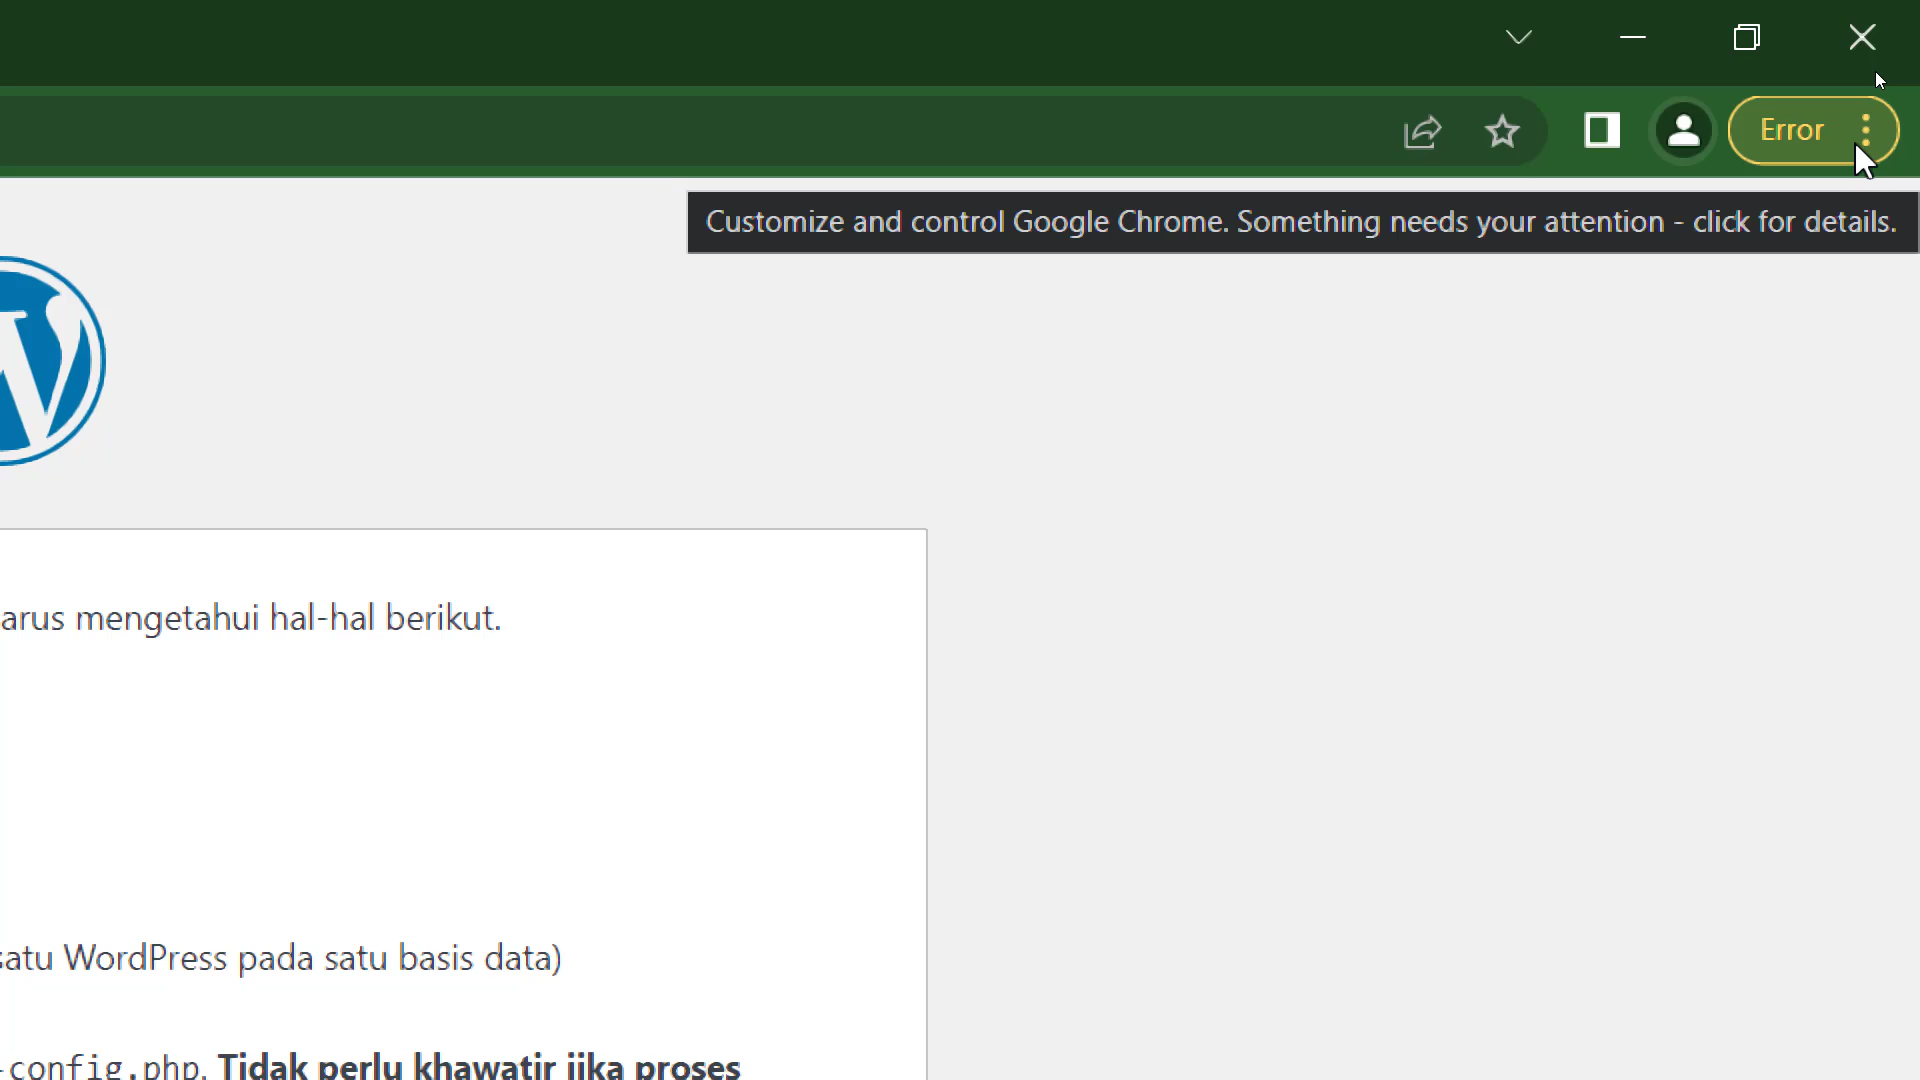 Error
Customize and control Google Chrome. Something needs your attention - click for details.
arus mengetahui hal-hal berikut.
satu WordPress pada satu basis data)
-config.php. Tidak perlu khawatir jika proses